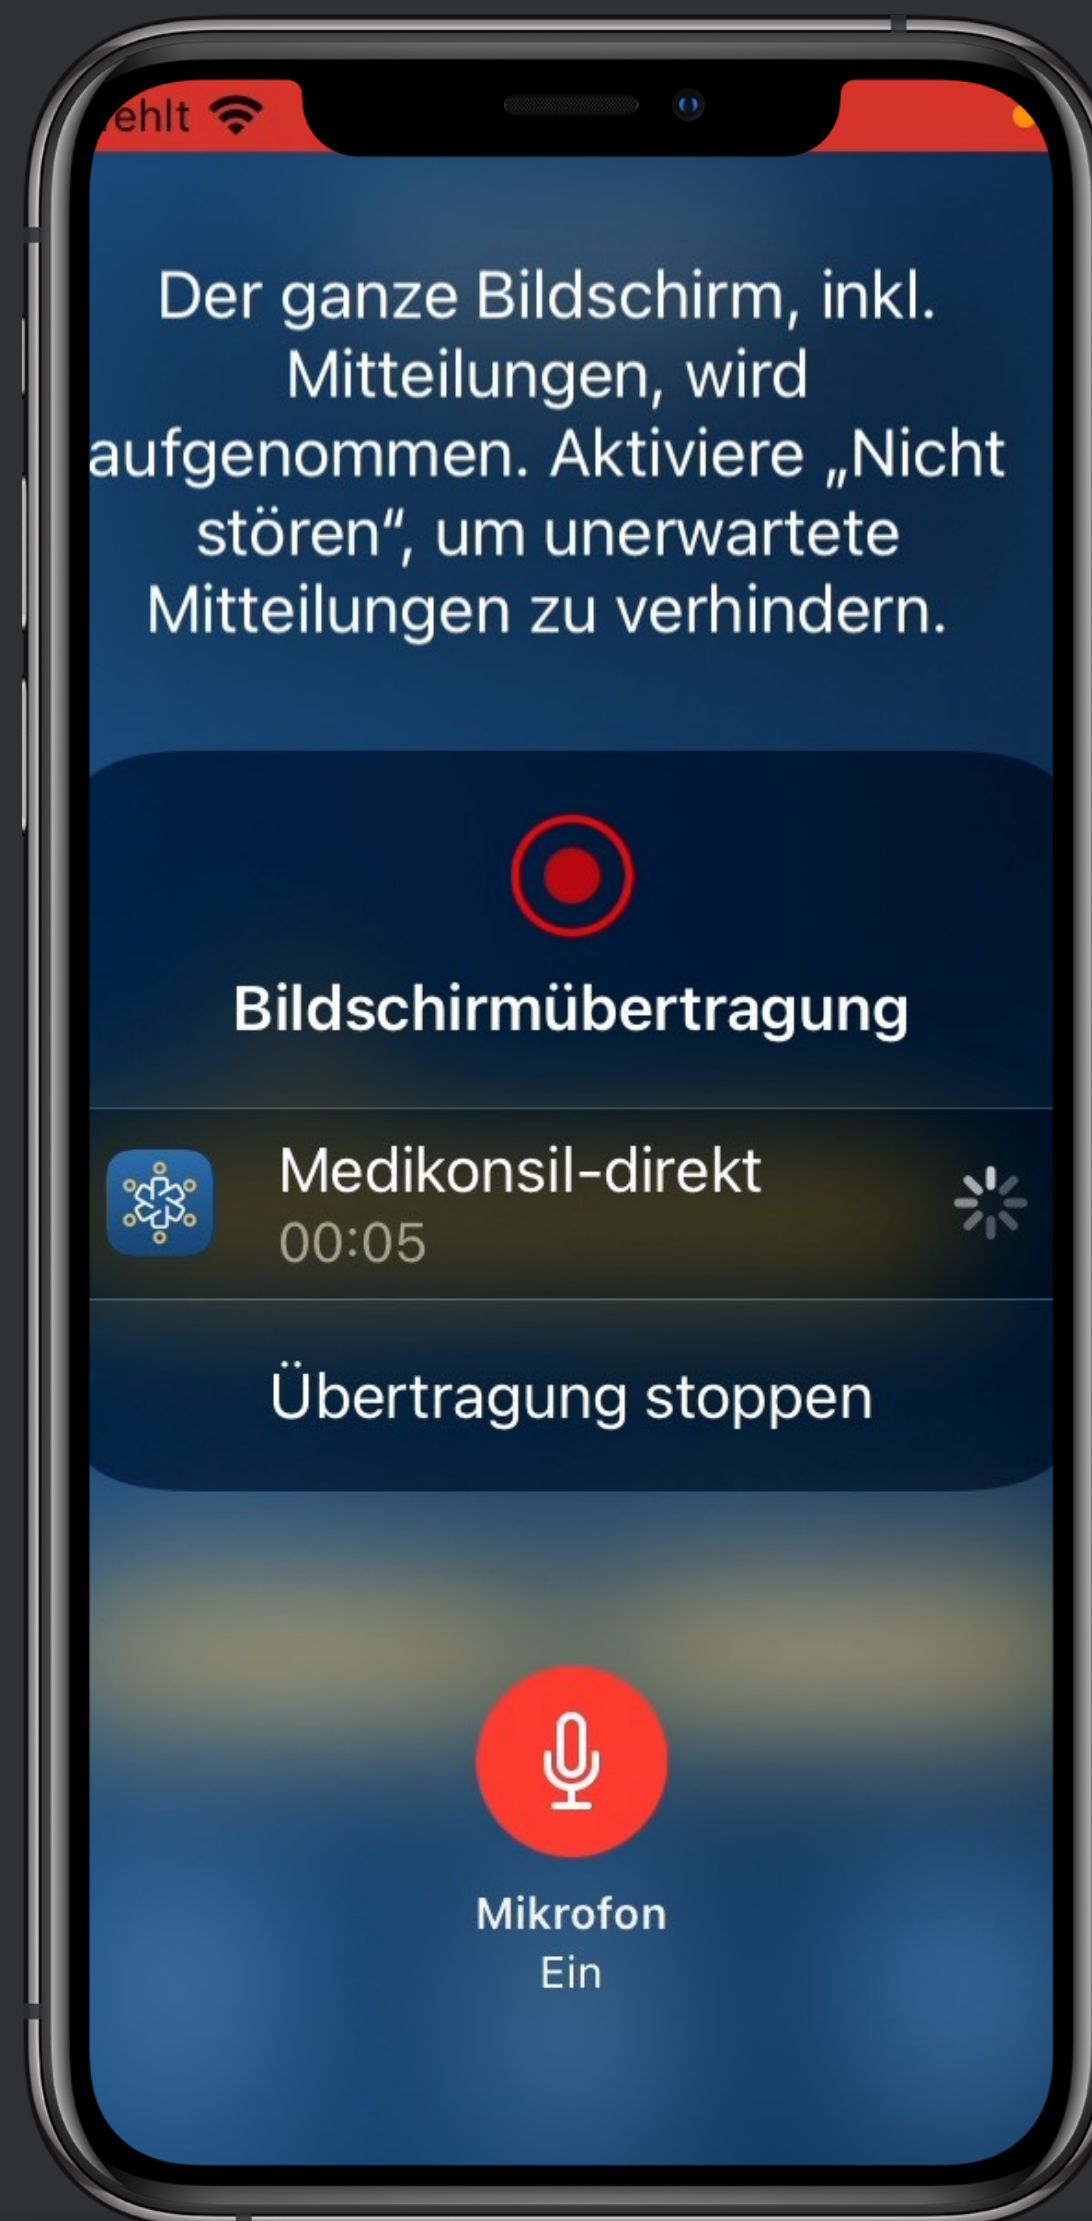 Der ganze Bildschirm, inkl.
Mitteilungen, wird
aufgenommen. Aktiviere „Nicht
stören“, um unerwartete
Mitteilungen zu verhindern.
Bildschirmübertragung
Medikonsil-direkt
00:05
Übertragung stoppen
Mikrofon
Ein